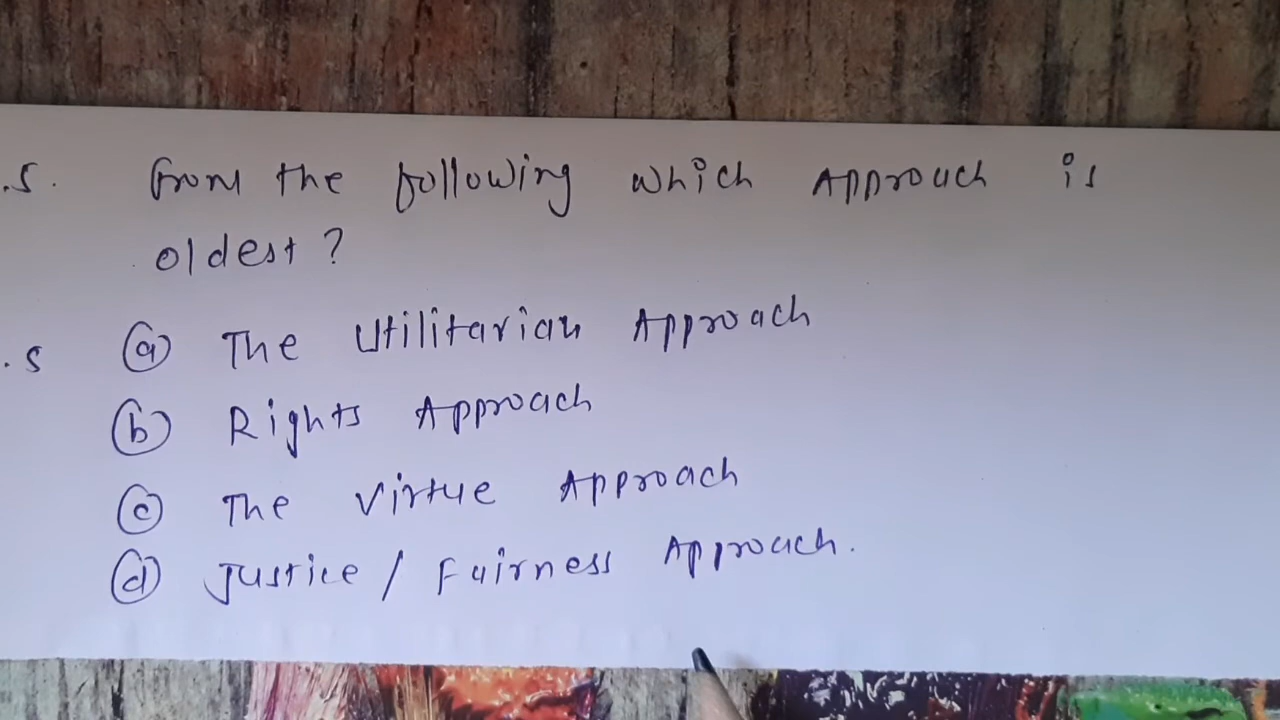 .5. From the following which Approach is
oldest ?
.5 (a) The Utilitarian Approach
(b) Rights Approach
(c) The Virtue Approach
(d) Justice / Fairness Approach.